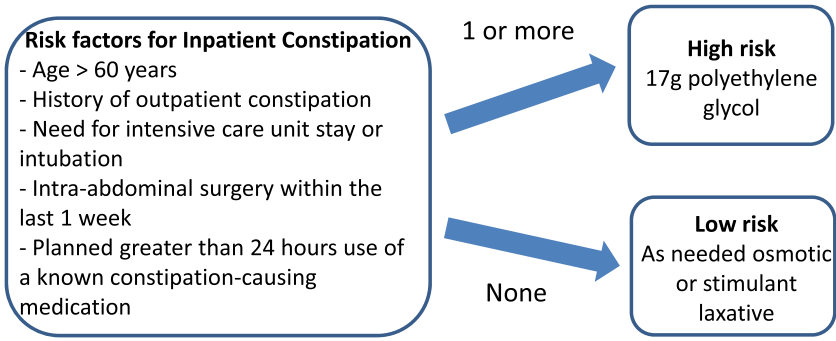 Risk factors for Inpatient Constipation
- Age > 60 years
- History of outpatient constipation
- Need for intensive care unit stay or
intubation
- Intra-abdominal surgery within the
last 1 week
- Planned greater than 24 hours use of
a known constipation-causing
medication
1 or more
High risk
17g polyethylene
glycol
None
Low risk
As needed osmotic
or stimulant
laxative